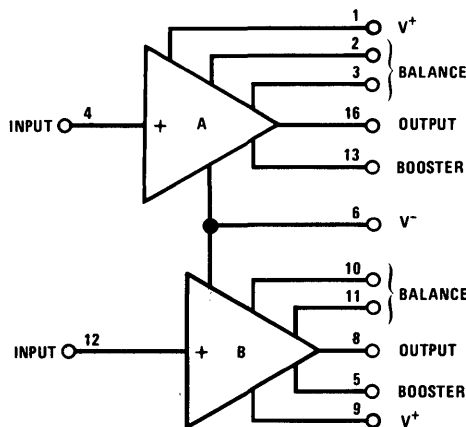 1 V+
2
3 BALANCE
INPUT 4 + A 16 OUTPUT
13 BOOSTER
6 V-
10
11 BALANCE
INPUT 12 + B 8 OUTPUT
5 BOOSTER
9 V+